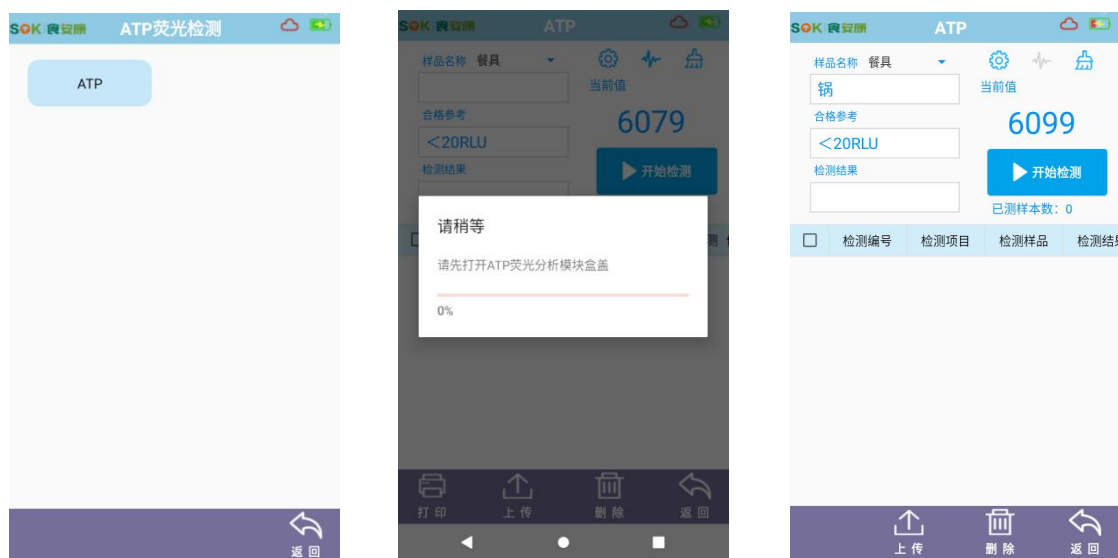 SOK 食安康 ATP荧光检测
ATP
返回
SOK 食安康 ATP
样品名称 餐具
当前值
合格参考
6079
＜20RLU
检测结果
开始检测
请稍等
请先打开ATP荧光分析模块盒盖
0%
打印 上传 删除 返回
SOK 食安康 ATP
样品名称 餐具
锅
当前值
合格参考
6099
＜20RLU
检测结果
开始检测
已测样本数：0
检测编号 检测项目 检测样品 检测结果
上传 删除 返回